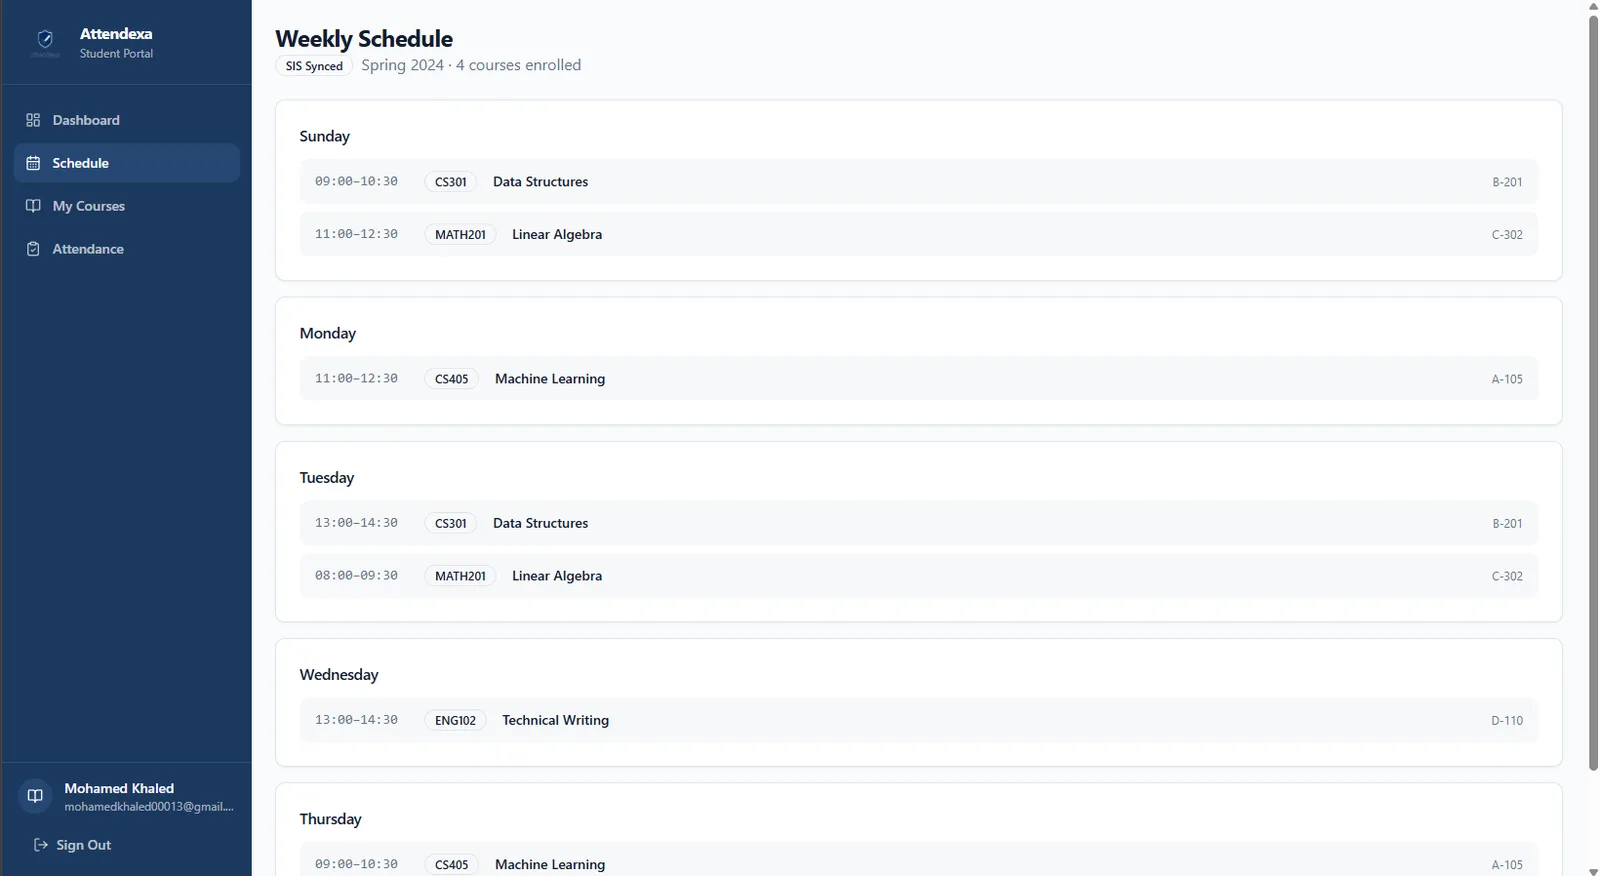 Attendexa
Student Portal
Dashboard
Schedule
My Courses
Attendance
Mohamed Khaled
mohamedkhaled00013@gmail....
Sign Out
Weekly Schedule
SIS Synced Spring 2024 · 4 courses enrolled
Sunday
09:00–10:30 CS301 Data Structures B-201
11:00–12:30 MATH201 Linear Algebra C-302
Monday
11:00–12:30 CS405 Machine Learning A-105
Tuesday
13:00–14:30 CS301 Data Structures B-201
08:00–09:30 MATH201 Linear Algebra C-302
Wednesday
13:00–14:30 ENG102 Technical Writing D-110
Thursday
09:00–10:30 CS405 Machine Learning A-105